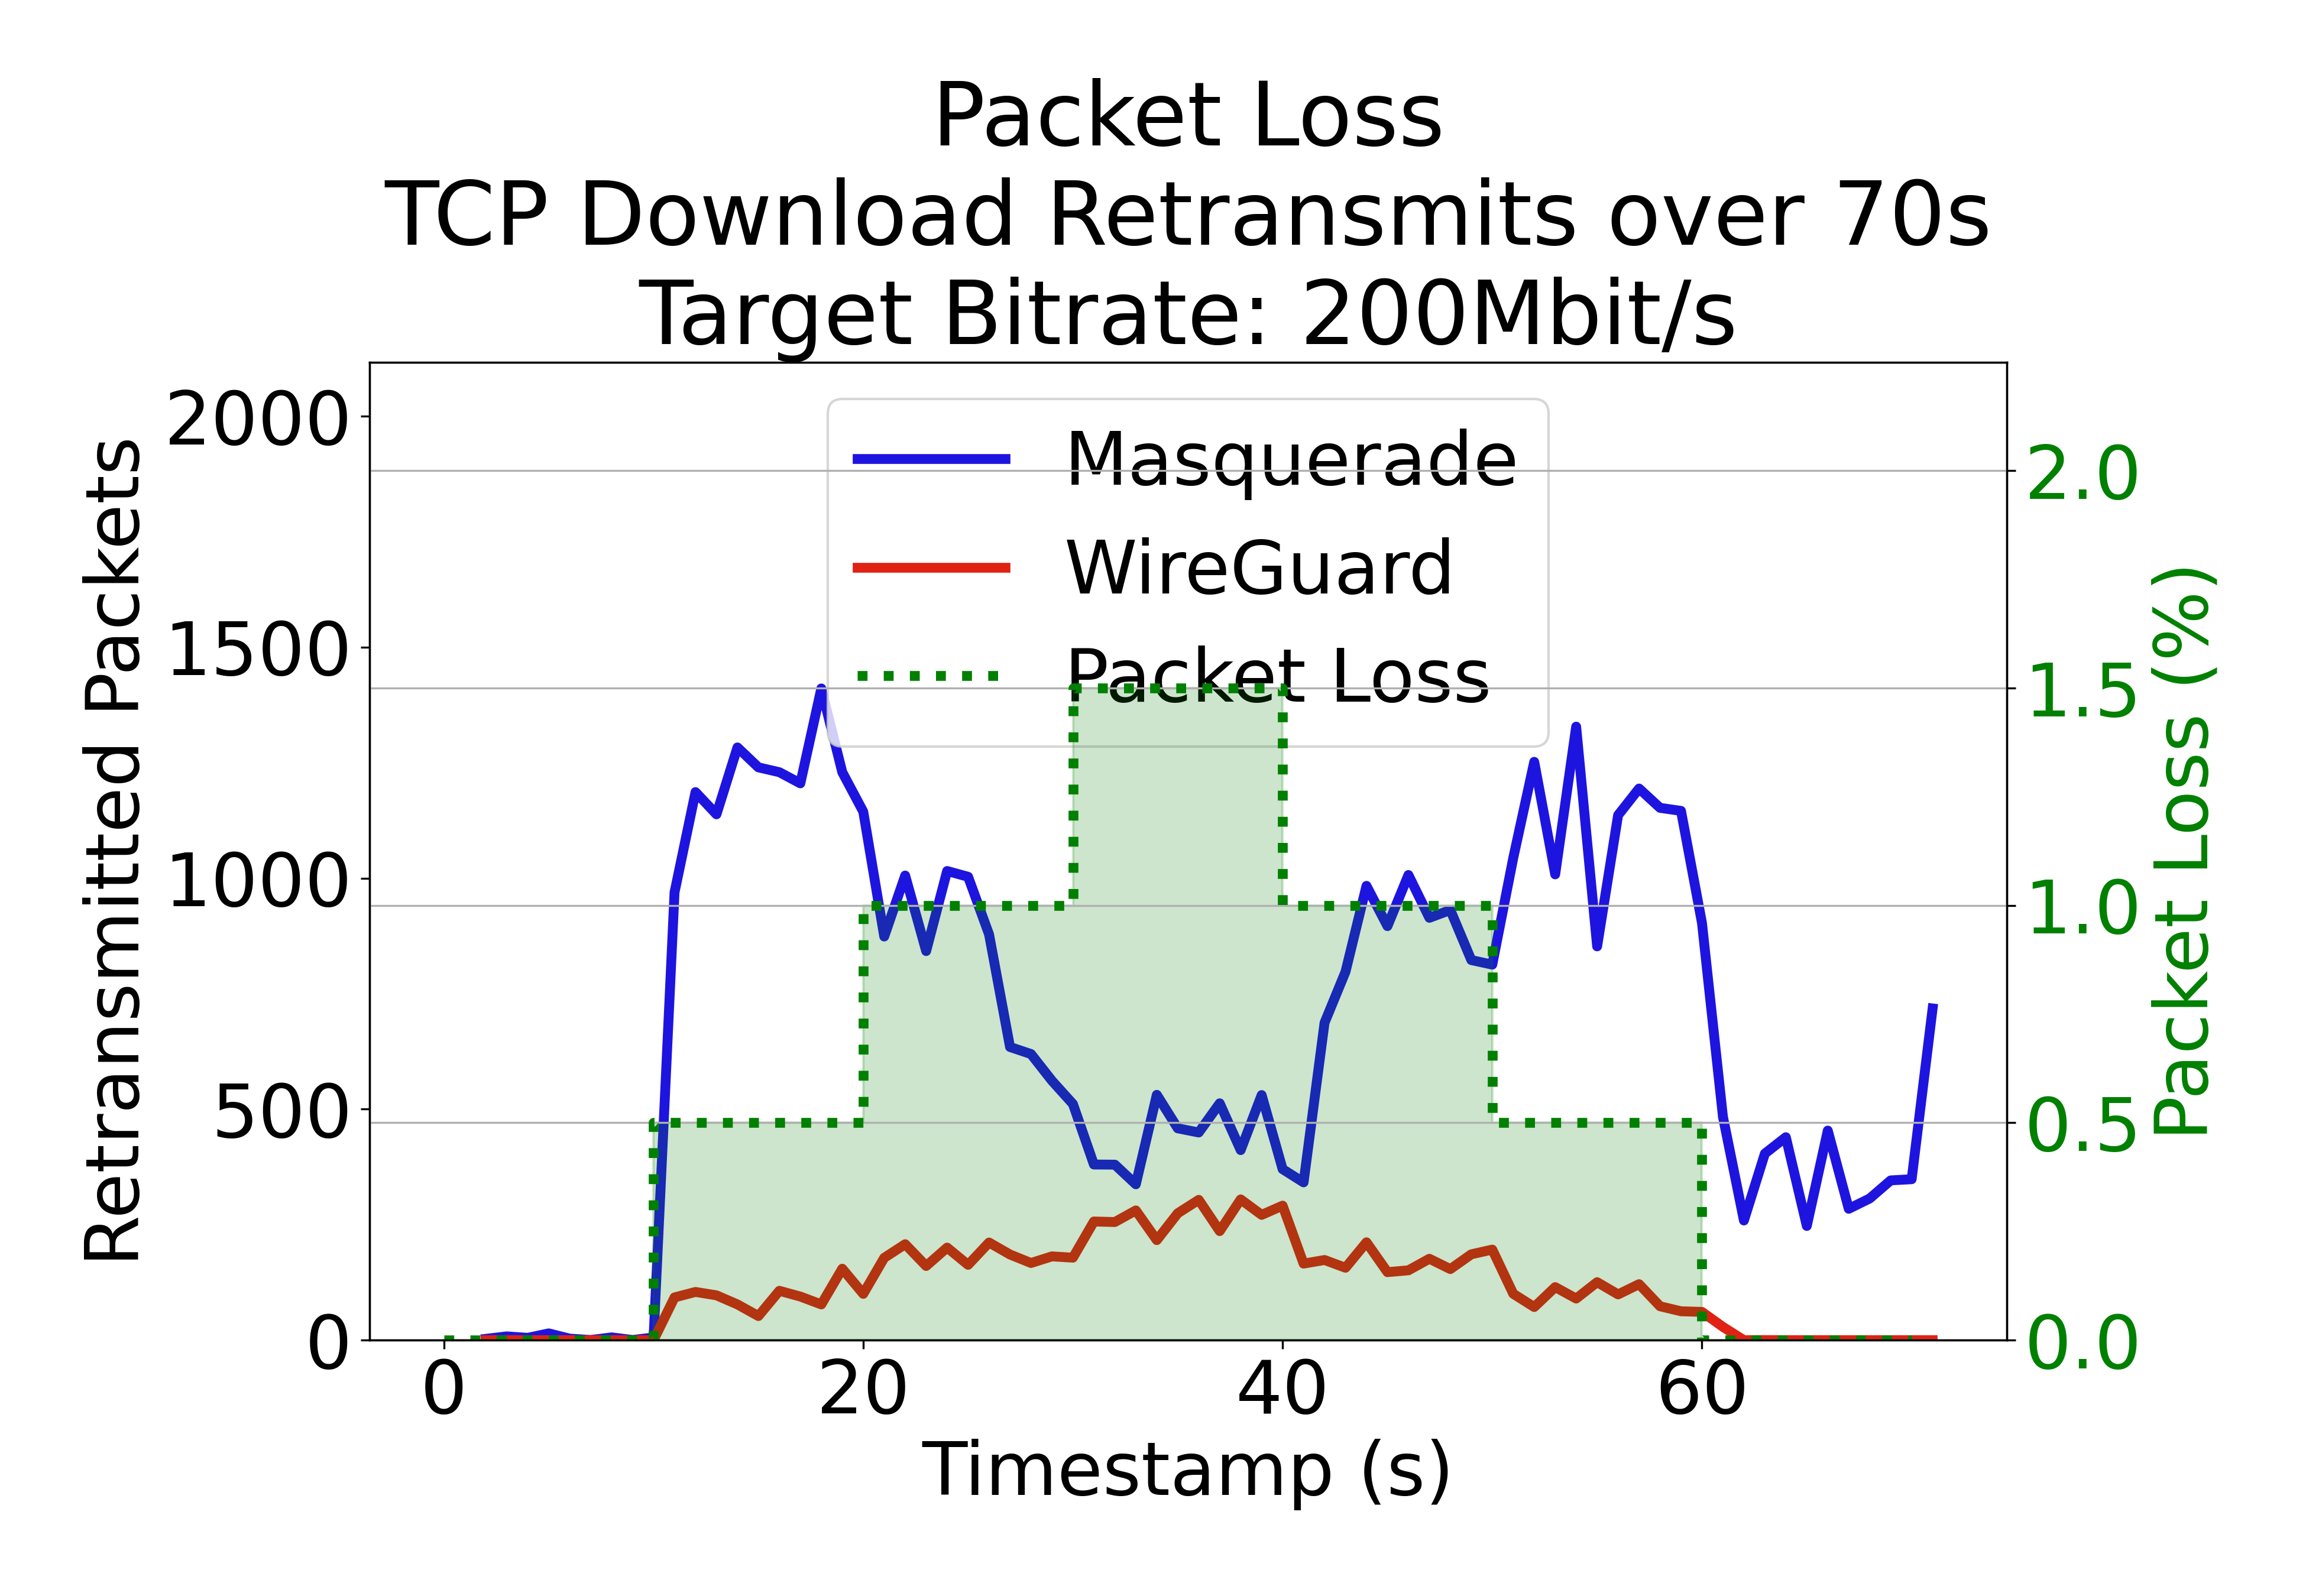 Packet Loss
TCP Download Retransmits over 70s
Target Bitrate: 200Mbit/s
Retransmitted Packets
2000
1500
1000
500
0
Masquerade
WireGuard
Packet Loss
2.0
1.5
1.0
0.5
0.0
Packet Loss (%)
0 20 40 60
Timestamp (s)